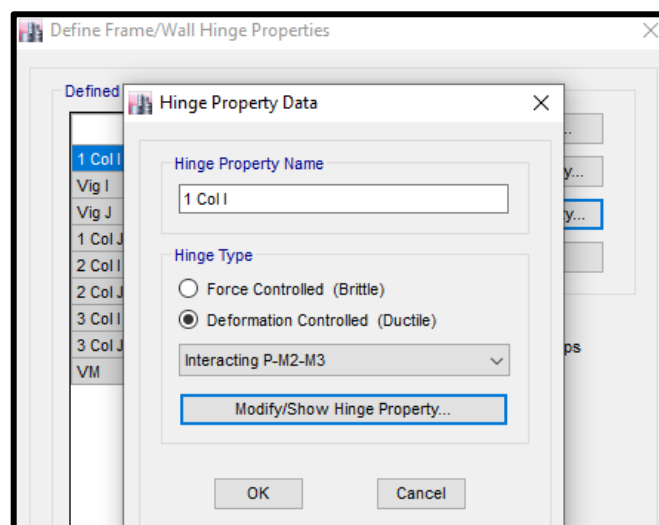 Define Frame/Wall Hinge Properties
Defined
Hinge Property Data
1 Col I
Vig I
Vig J
1 Col J
2 Col I
2 Col J
3 Col I
3 Col J
VM
Hinge Property Name
1 Col I
Hinge Type
Force Controlled (Brittle)
Deformation Controlled (Ductile)
Interacting P-M2-M3
Modify/Show Hinge Property...
OK
Cancel
..
y...
ty...
ps